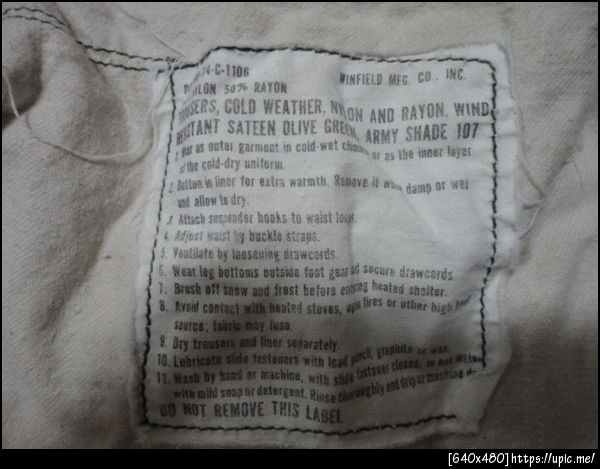 74-C-1106
50% RAYON
WINFIELD MFG. CO., INC.
COLD WEATHER, NYLON AND RAYON, WIND
SATEEN OLIVE GREEN, ARMY SHADE 107
1. as outer garment in cold-wet or as the inner layer
of the cold-dry uniform.
2. Button in liner for extra warmth. Remove it when damp or wet
and allow to dry.
3. Attach suspender hooks to waist loops.
4. Adjust waist by buckle straps.
5. Ventilate by loosening drawcords.
6. Wear leg bottoms outside foot gear and secure drawcords
7. Brush off snow and frost before entering heated shelter.
8. Avoid contact with heated stoves, fires or other high heat
source; fabric may fuse.
9. Dry trousers and liner separately.
10. Lubricate slide fasteners with lead pencil, graphite or wax.
11. Wash by hand or machine, with slide fastener closed, in hot water
with mild soap or detergent. Rinse thoroughly and drip or machine
DO NOT REMOVE THIS LABEL
[640x480]https://upic.me/